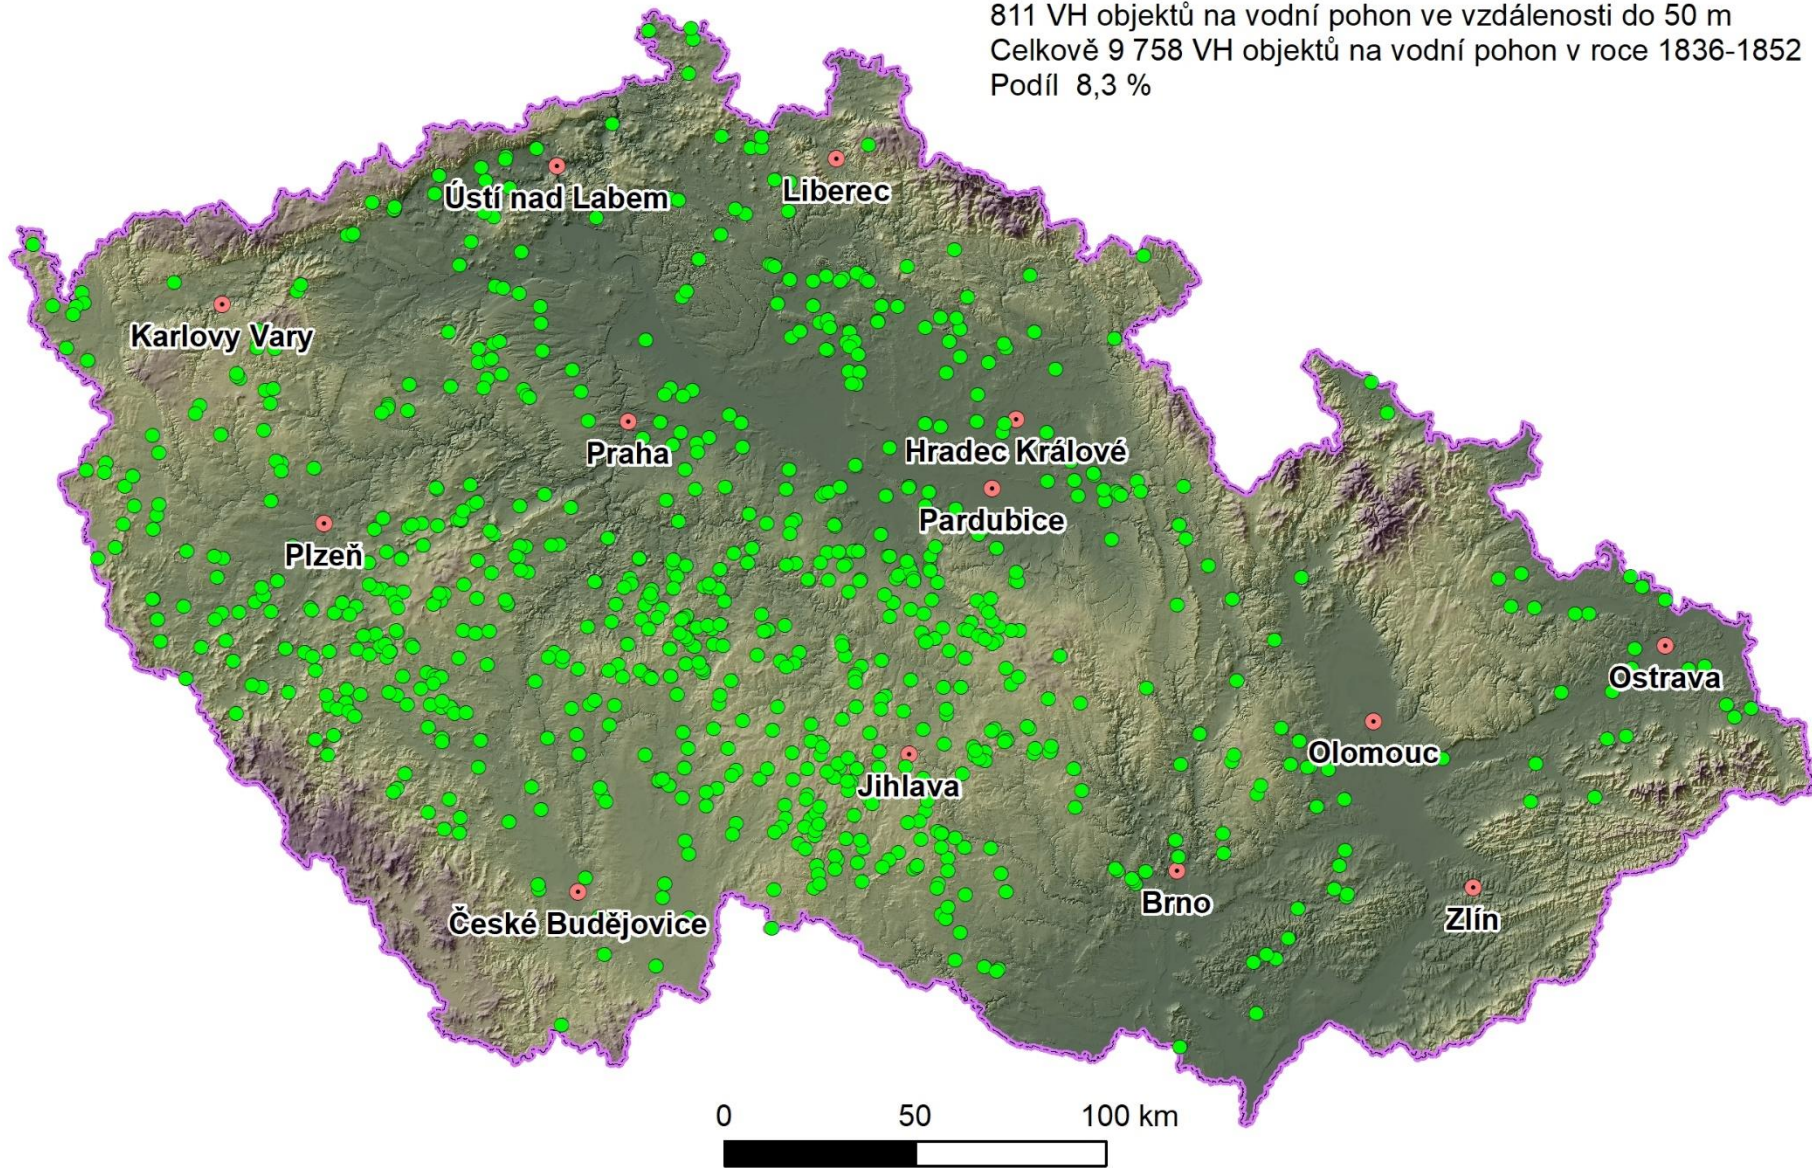 811 VH objektů na vodní pohon ve vzdálenosti do 50 m
Celkově 9 758 VH objektů na vodní pohon v roce 1836-1852
Podíl 8,3 %
Ústí nad Labem
Liberec
Karlovy Vary
Praha
Hradec Králové
Pardubice
Plzeň
Ostrava
Olomouc
Jihlava
Brno
Zlín
České Budějovice
0 50 100 km